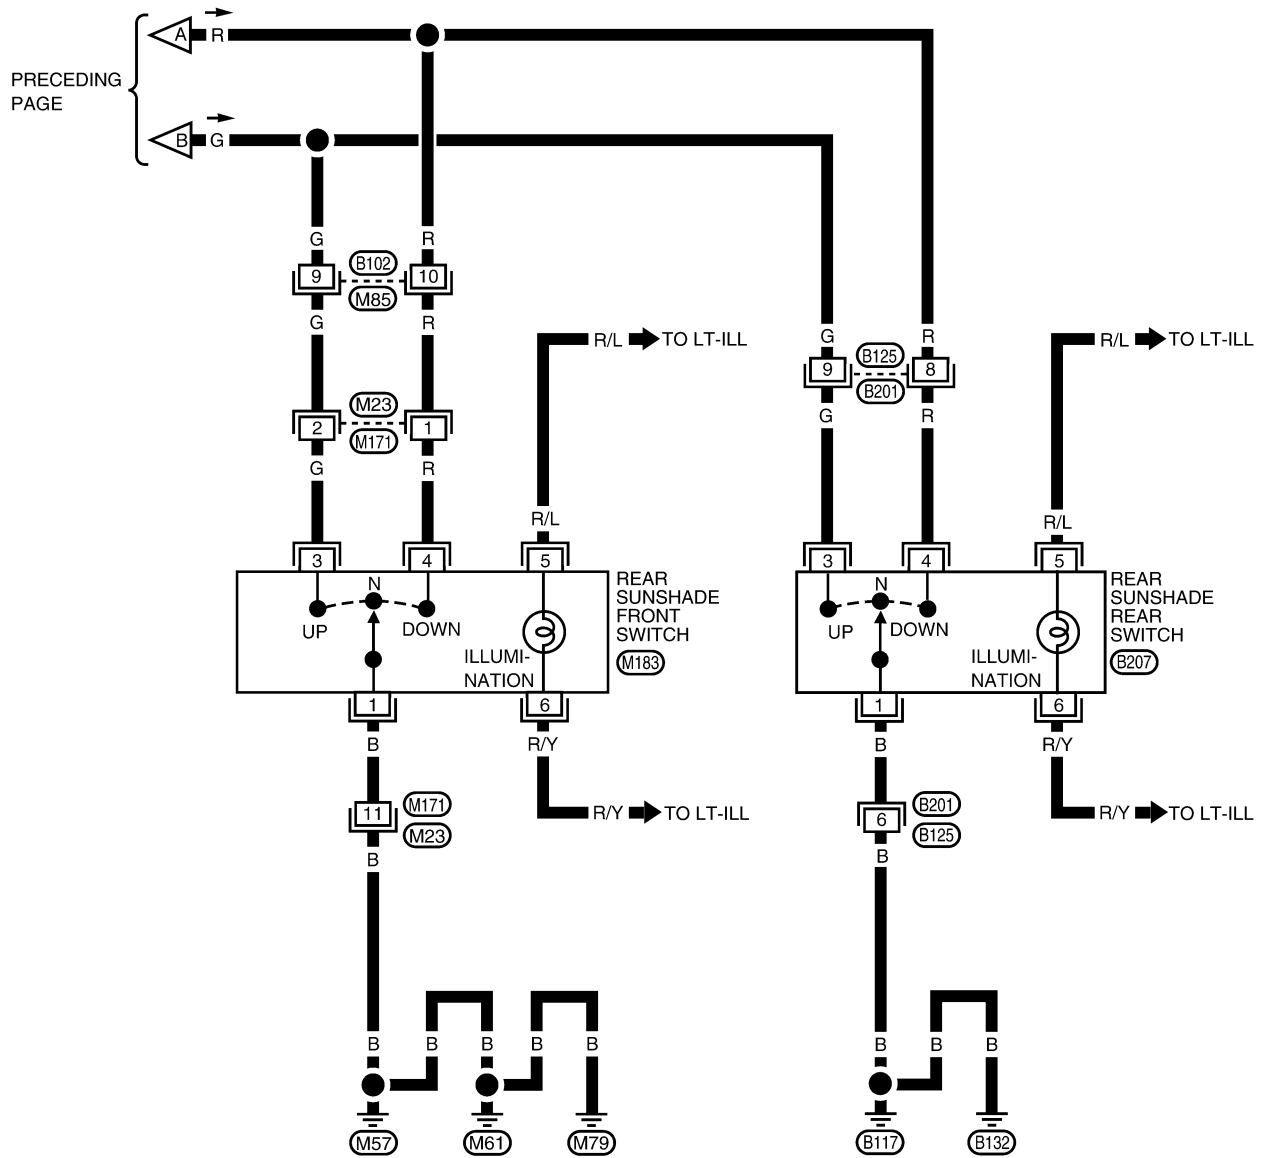 A R
PRECEDING
PAGE
B G
G R
9 B102 10
M85
G R
R/L TO LT-ILL
R/L TO LT-ILL
G R
9 B125 8
B201
G R
M23
2 1
M171
G R
R/L
R/L
3 4 5
3 4 5
N
UP DOWN
ILLUMI-
NATION
REAR
SUNSHADE
FRONT
SWITCH
M183
N
UP DOWN
ILLUMI-
NATION
REAR
SUNSHADE
REAR
SWITCH
B207
1 6
1 6
B R/Y
B R/Y
11 M171
M23
R/Y TO LT-ILL
6 B201
B125
R/Y TO LT-ILL
B
B
B B B B B
B B B
M57 M61 M79
B117 B132